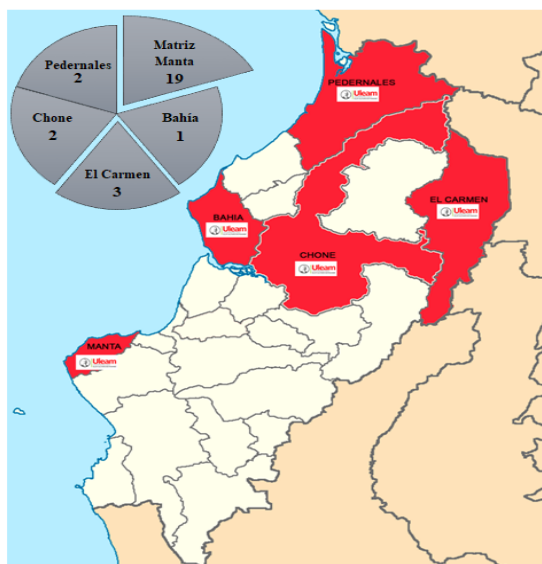 Matriz
Manta
19
Pedernales
2
Chone
2
Bahía
1
El Carmen
3
PEDERNALES
Uleam
EL CARMEN
Uleam
BAHIA
Uleam
CHONE
Uleam
MANTA
Uleam